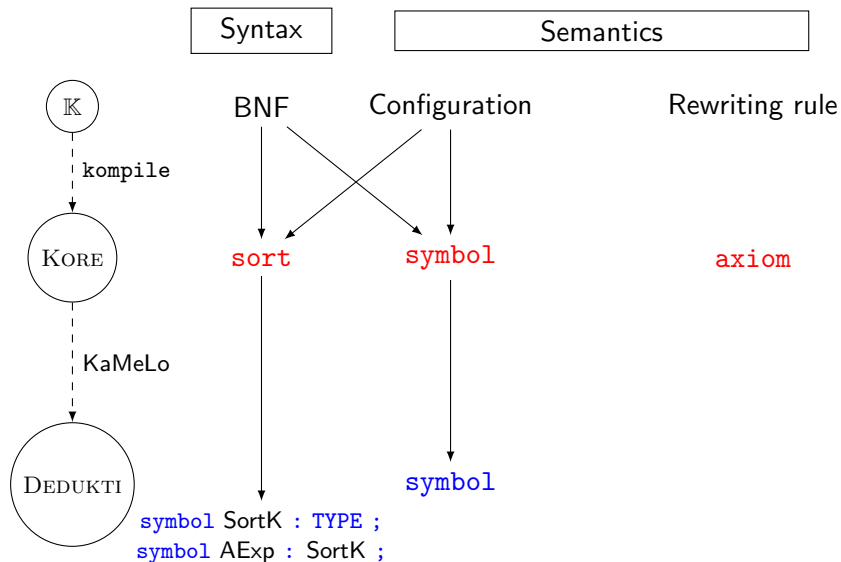 Syntax
Semantics
𝕂
BNF
Configuration
Rewriting rule
kompile
KORE
sort
symbol
axiom
KaMeLo
DEDUKTI
symbol
symbol SortK : TYPE ;
symbol AExp : SortK ;